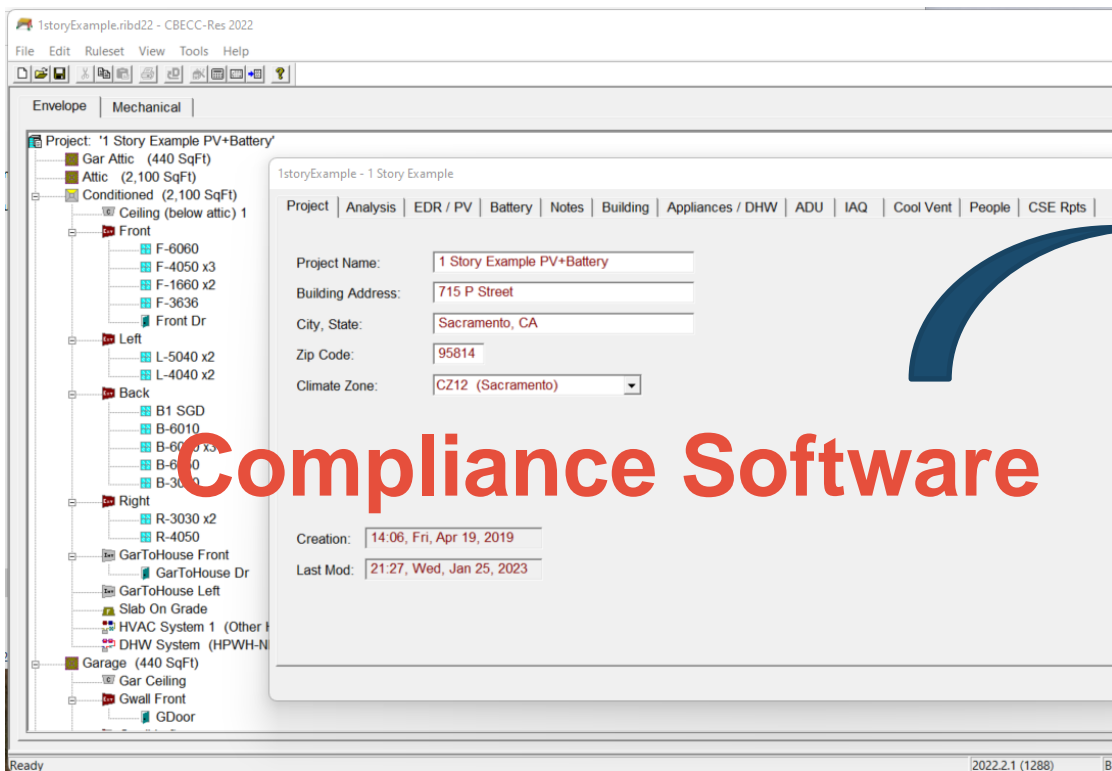 1storyExample.ribd22 - CBECC-Res 2022
File Edit Ruleset View Tools Help
Envelope Mechanical
Project: '1 Story Example PV+Battery'
Gar Attic (440 SqFt)
Attic (2,100 SqFt)
Conditioned (2,100 SqFt)
Ceiling (below attic) 1
Front
F-6060
F-4050 x3
F-1660 x2
F-3636
Front Dr
Left
L-5040 x2
L-4040 x2
Back
B1 SGD
B-6010
Right
R-3030 x2
R-4050
GarToHouse Front
GarToHouse Dr
GarToHouse Left
Slab On Grade
HVAC System 1 (Other
DHW System (HPWH-N
Garage (440 SqFt)
Gar Ceiling
Gwall Front
GDoor
1storyExample - 1 Story Example
Project Analysis EDR / PV Battery Notes Building Appliances / DHW ADU IAQ Cool Vent People CSE Rpts
Project Name: 1 Story Example PV+Battery
Building Address: 715 P Street
City, State: Sacramento, CA
Zip Code: 95814
Climate Zone: CZ12 (Sacramento)
Compliance Software
Creation: 14:06, Fri, Apr 19, 2019
Last Mod: 21:27, Wed, Jan 25, 2023
Ready 2022.2.1 (1288)